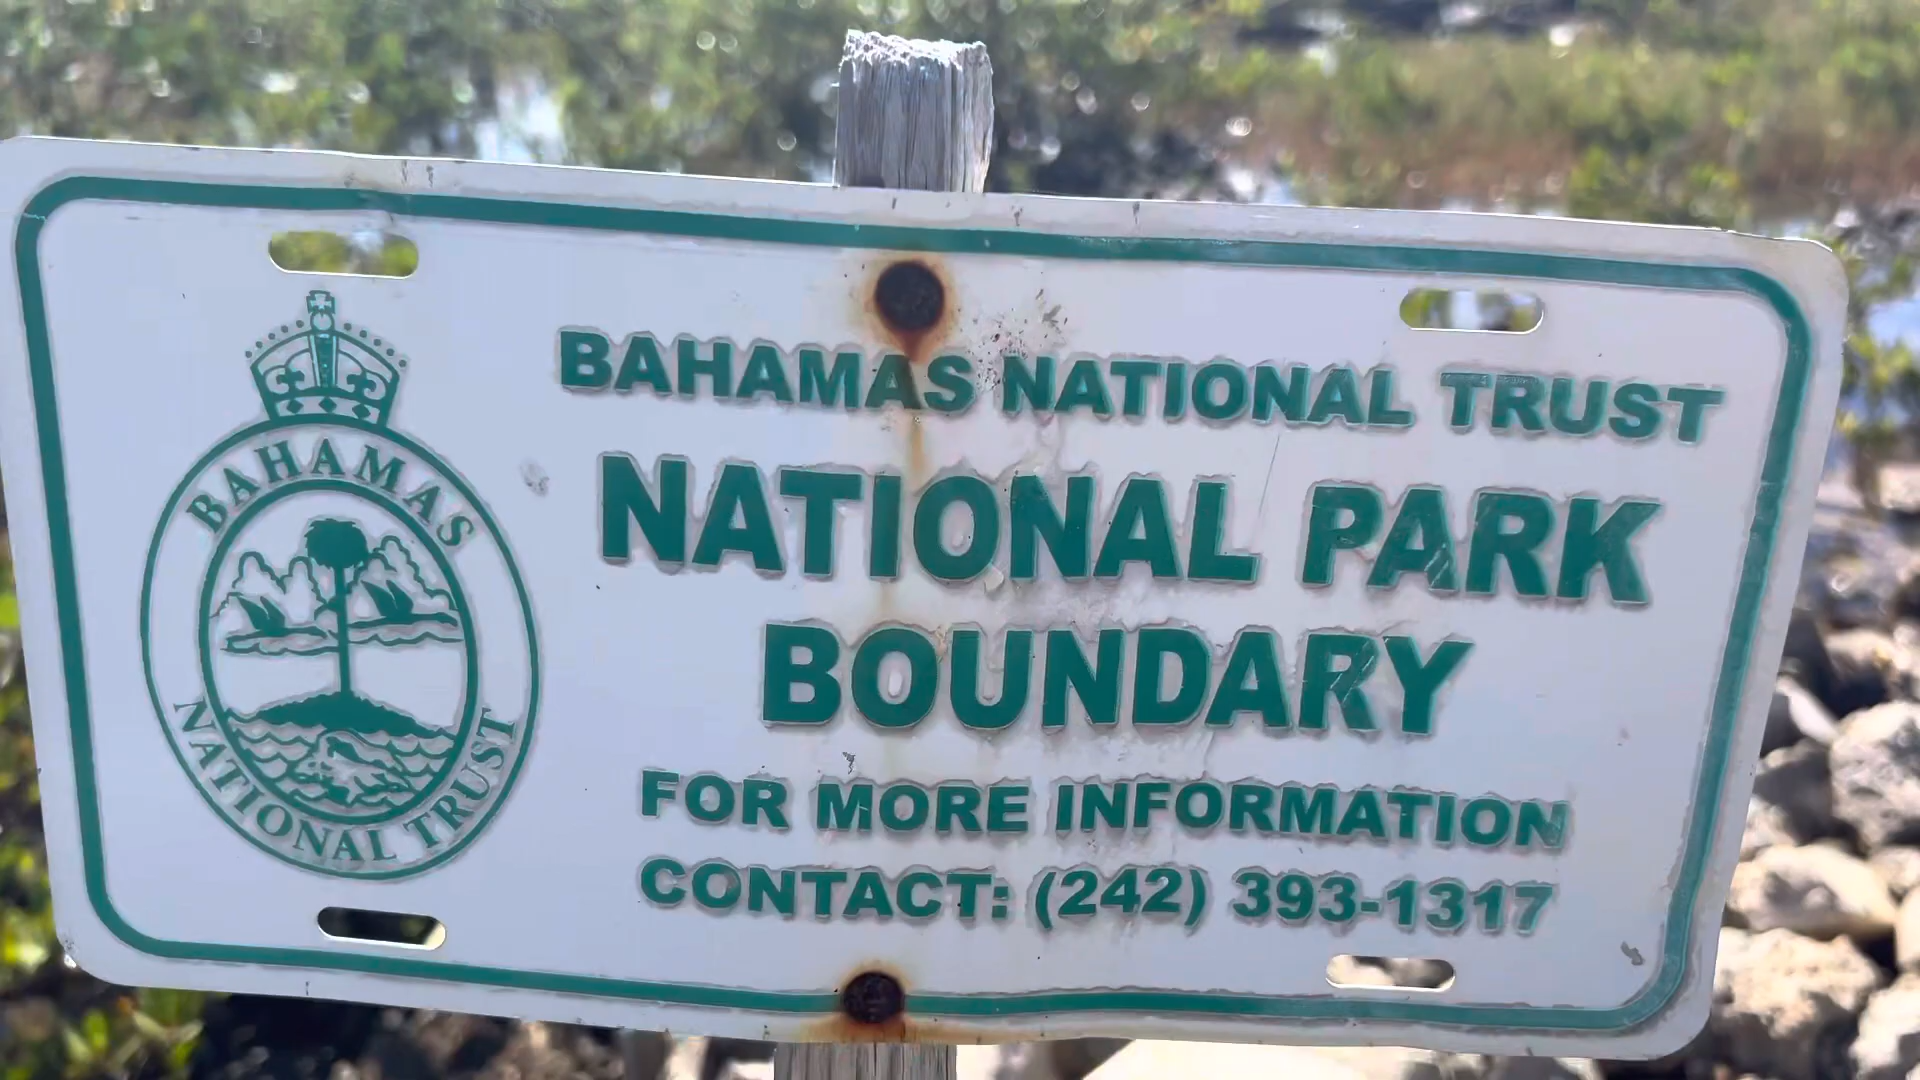 BAHAMAS
NATIONAL TRUST
BAHAMAS NATIONAL TRUST
NATIONAL PARK
BOUNDARY
FOR MORE INFORMATION
CONTACT: (242) 393-1317